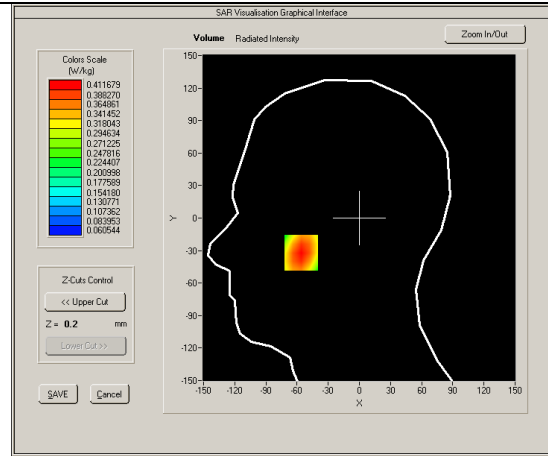 SAR Visualisation Graphical Interface
Volume Radiated Intensity
Zoom In/Out
Colors Scale
(W/kg)
0.411679
0.388270
0.364861
0.341452
0.318043
0.294634
0.271225
0.247816
0.224407
0.200998
0.177589
0.154180
0.130771
0.107362
0.083953
0.060544
Z-Cuts Control
<< Upper Cut
Z = 0.2 mm
Lower Cut >>
SAVE Cancel
150
120
90
60
30
0
-30
-60
-90
-120
-150
Y
-150 -120 -90 -60 -30 0 30 60 90 120 150
X